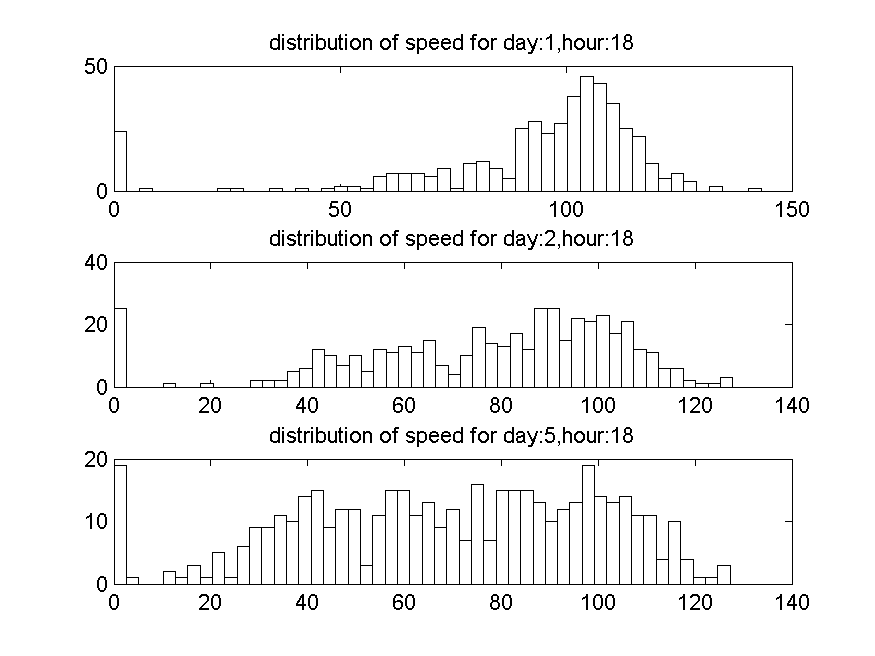 distribution of speed for day:1,hour:18
50
0
0 50 100 150
distribution of speed for day:2,hour:18
40
20
0
0 20 40 60 80 100 120 140
distribution of speed for day:5,hour:18
20
10
0
0 20 40 60 80 100 120 140